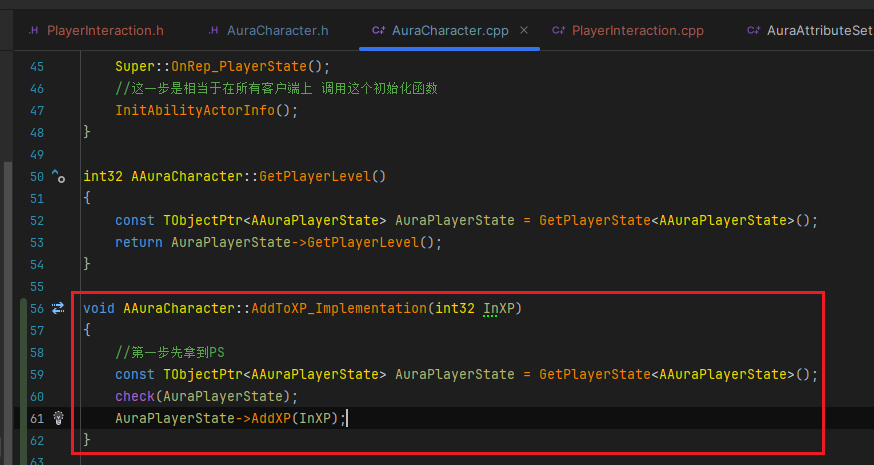 PlayerInteraction.h AuraCharacter.h AuraCharacter.cpp PlayerInteraction.cpp AuraAttributeSet
45 Super::OnRep_PlayerState();
46 //这一步是相当于在所有客户端上 调用这个初始化函数
47 InitAbilityActorInfo();
48 }
49
50 int32 AAuraCharacter::GetPlayerLevel()
51 {
52 const TObjectPtr<AAuraPlayerState> AuraPlayerState = GetPlayerState<AAuraPlayerState>();
53 return AuraPlayerState->GetPlayerLevel();
54 }
55
56 void AAuraCharacter::AddToXP_Implementation(int32 InXP)
57 {
58 //第一步先拿到PS
59 const TObjectPtr<AAuraPlayerState> AuraPlayerState = GetPlayerState<AAuraPlayerState>();
60 check(AuraPlayerState);
61 AuraPlayerState->AddXP(InXP);
62 }
63